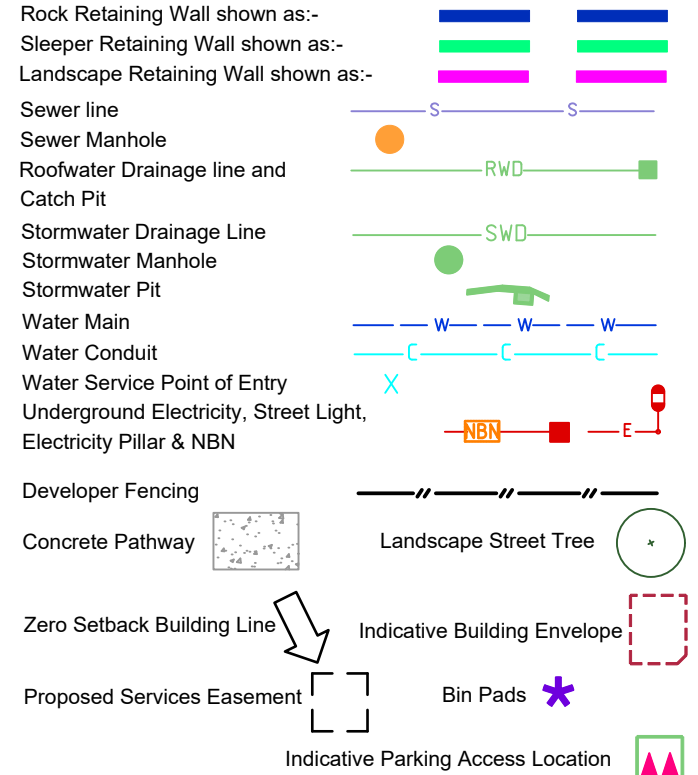 Rock Retaining Wall shown as:-
Sleeper Retaining Wall shown as:-
Landscape Retaining Wall shown as:-
Sewer line S S
Sewer Manhole
Roofwater Drainage line and RWD
Catch Pit
Stormwater Drainage Line SWD
Stormwater Manhole
Stormwater Pit
Water Main W W W
Water Conduit C C C
Water Service Point of Entry X
Underground Electricity, Street Light,
Electricity Pillar & NBN NBN E
Developer Fencing
Concrete Pathway Landscape Street Tree
Zero Setback Building Line Indicative Building Envelope
Proposed Services Easement Bin Pads
Indicative Parking Access Location